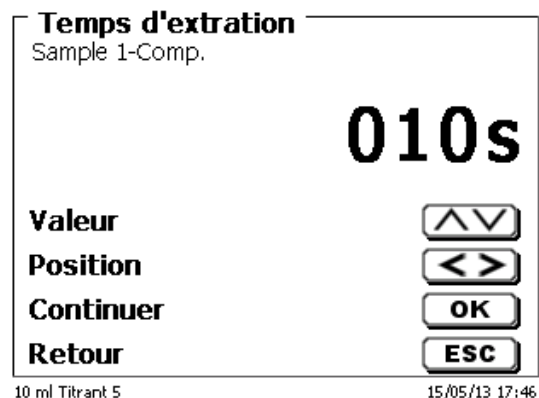 Temps d'extration
Sample 1-Comp.
010s
Valeur
Position
Continuer OK
Retour ESC
10 ml Titrant 5 15/05/13 17:46